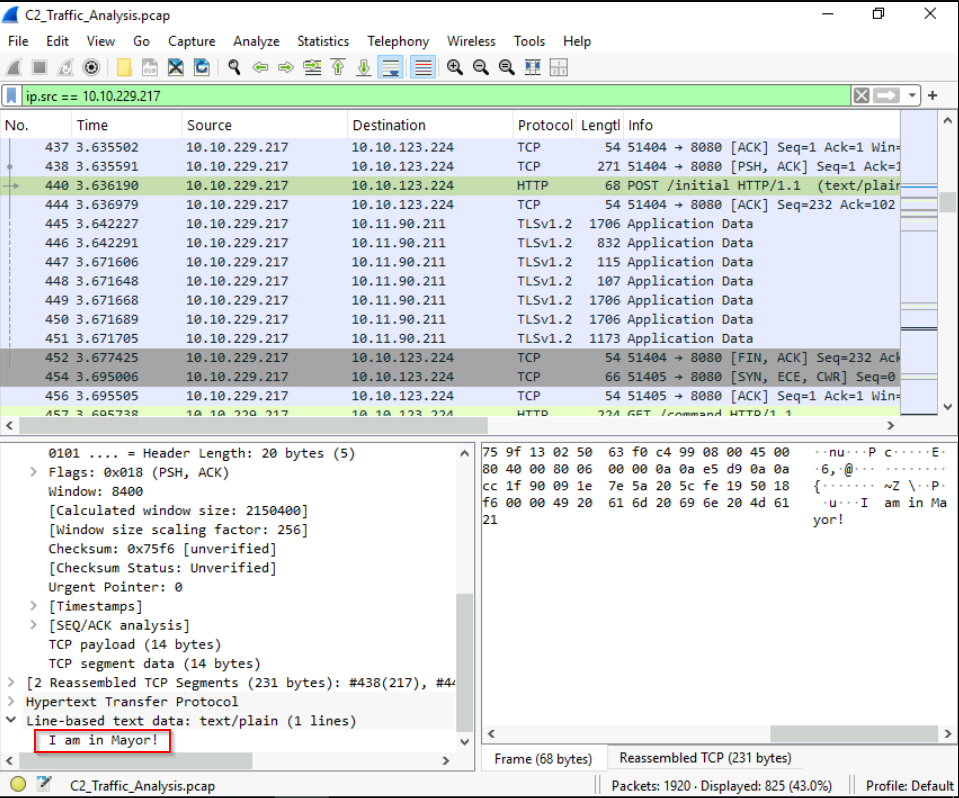 C2_Traffic_Analysis.pcap
File Edit View Go Capture Analyze Statistics Telephony Wireless Tools Help
ip.src == 10.10.229.217
No. Time Source Destination Protocol Lengtl Info
437 3.635502 10.10.229.217 10.10.123.224 TCP 54 51404 → 8080 [ACK] Seq=1 Ack=1 Win=
438 3.635591 10.10.229.217 10.10.123.224 TCP 271 51404 → 8080 [PSH, ACK] Seq=1 Ack=1
440 3.636190 10.10.229.217 10.10.123.224 HTTP 68 POST /initial HTTP/1.1 (text/plain
444 3.636979 10.10.229.217 10.10.123.224 TCP 54 51404 → 8080 [ACK] Seq=232 Ack=102
445 3.642227 10.10.229.217 10.11.90.211 TLSv1.2 1706 Application Data
446 3.642291 10.10.229.217 10.11.90.211 TLSv1.2 832 Application Data
447 3.671606 10.10.229.217 10.11.90.211 TLSv1.2 115 Application Data
448 3.671648 10.10.229.217 10.11.90.211 TLSv1.2 107 Application Data
449 3.671668 10.10.229.217 10.11.90.211 TLSv1.2 1706 Application Data
450 3.671689 10.10.229.217 10.11.90.211 TLSv1.2 1706 Application Data
451 3.671705 10.10.229.217 10.11.90.211 TLSv1.2 1173 Application Data
452 3.677425 10.10.229.217 10.10.123.224 TCP 54 51404 → 8080 [FIN, ACK] Seq=232 Ack
454 3.695006 10.10.229.217 10.10.123.224 TCP 66 51405 → 8080 [SYN, ECE, CWR] Seq=0
456 3.695505 10.10.229.217 10.10.123.224 TCP 54 51405 → 8080 [ACK] Seq=1 Ack=1 Win=
457 3.695738 10.10.229.217 10.10.123.224 HTTP 224 GET /command HTTP/1.1
0101 .... = Header Length: 20 bytes (5)
Flags: 0x018 (PSH, ACK)
Window: 8400
[Calculated window size: 2150400]
[Window size scaling factor: 256]
Checksum: 0x75f6 [unverified]
[Checksum Status: Unverified]
Urgent Pointer: 0
[Timestamps]
[SEQ/ACK analysis]
TCP payload (14 bytes)
TCP segment data (14 bytes)
[2 Reassembled TCP Segments (231 bytes): #438(217), #44
Hypertext Transfer Protocol
Line-based text data: text/plain (1 lines)
I am in Mayor!
75 9f 13 02 50 63 f0 c4 99 08 00 45 00 ··nu···P c·····E·
80 40 00 80 06 00 00 0a 0a e5 d9 0a 0a ·6,·@··· ········
cc 1f 90 09 1e 7e 5a 20 5c fe 19 50 18 {······· ~Z \··P·
f6 00 00 49 20 61 6d 20 69 6e 20 4d 61 ·u···I am in Ma
21 yor!
Frame (68 bytes) Reassembled TCP (231 bytes)
C2_Traffic_Analysis.pcap Packets: 1920 · Displayed: 825 (43.0%) Profile: Default